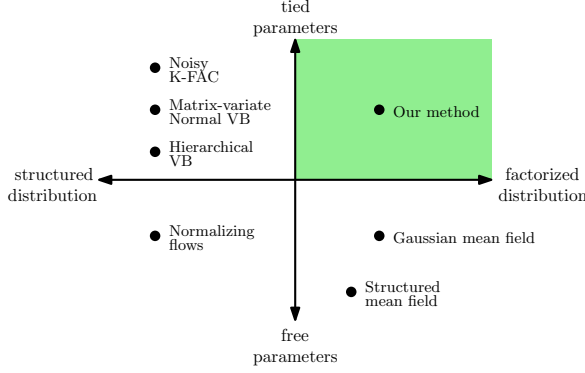 tied
parameters
Noisy
K-FAC
Matrix-variate
Normal VB
Our method
Hierarchical
VB
structured
distribution
factorized
distribution
Normalizing
flows
Gaussian mean field
Structured
mean field
free
parameters